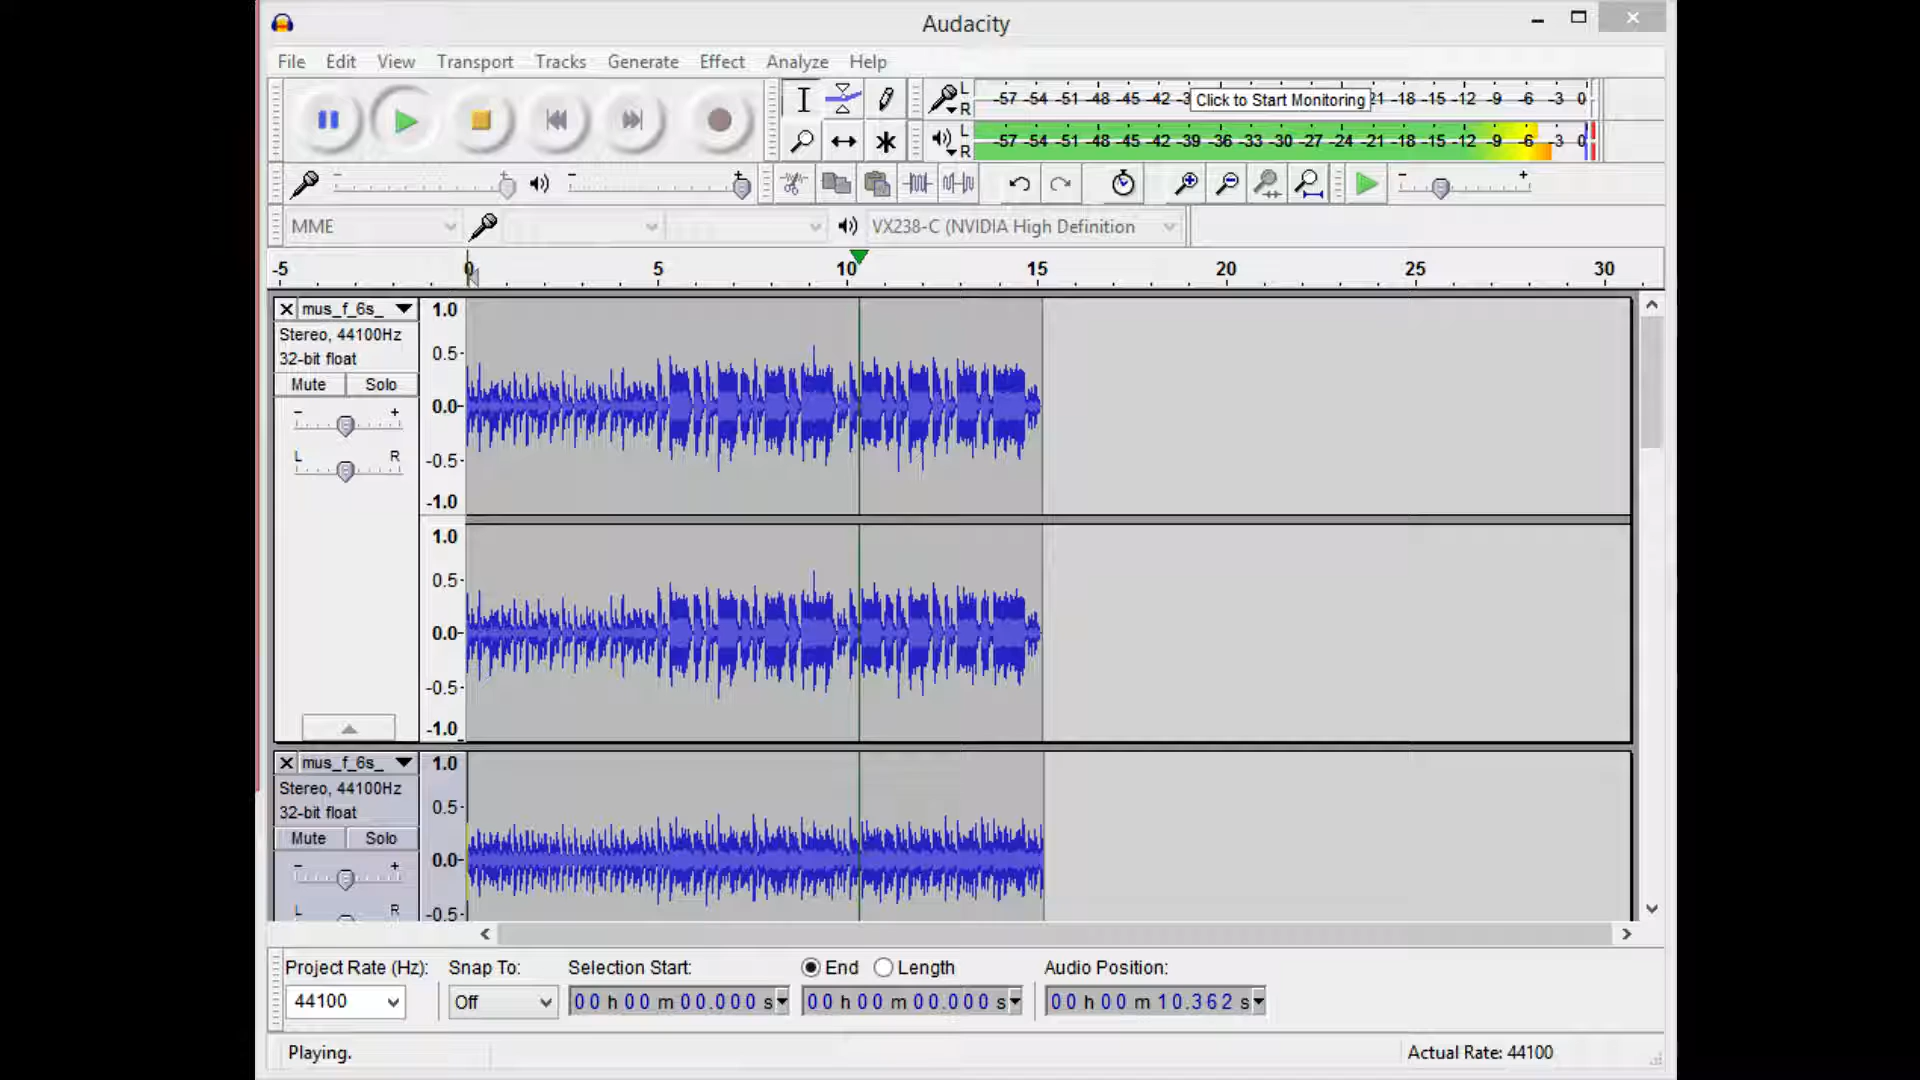 Audacity
File Edit View Transport Tracks Generate Effect Analyze Help
L
R
-57 -54 -51 -48 -45 -42 -3 Click to Start Monitoring 21 -18 -15 -12 -9 -6 -3 0
L
R
-57 -54 -51 -48 -45 -42 -39 -36 -33 -30 -27 -24 -21 -18 -15 -12 -9 -6 -3 0
MME VX238-C (NVIDIA High Definition
-5 0 5 10 15 20 25 30
mus_f_6s_
Stereo, 44100Hz
32-bit float
Mute Solo
- +
L R
1.0
0.5
0.0
-0.5
-1.0
1.0
0.5
0.0
-0.5
-1.0
mus_f_6s_
Stereo, 44100Hz
32-bit float
Mute Solo
- +
L R
1.0
0.5
0.0
-0.5
Project Rate (Hz): Snap To: Selection Start: End Length Audio Position:
44100 Off 00 h 00 m 00.000 s 00 h 00 m 00.000 s 00 h 00 m 10.362 s
Playing. Actual Rate: 44100